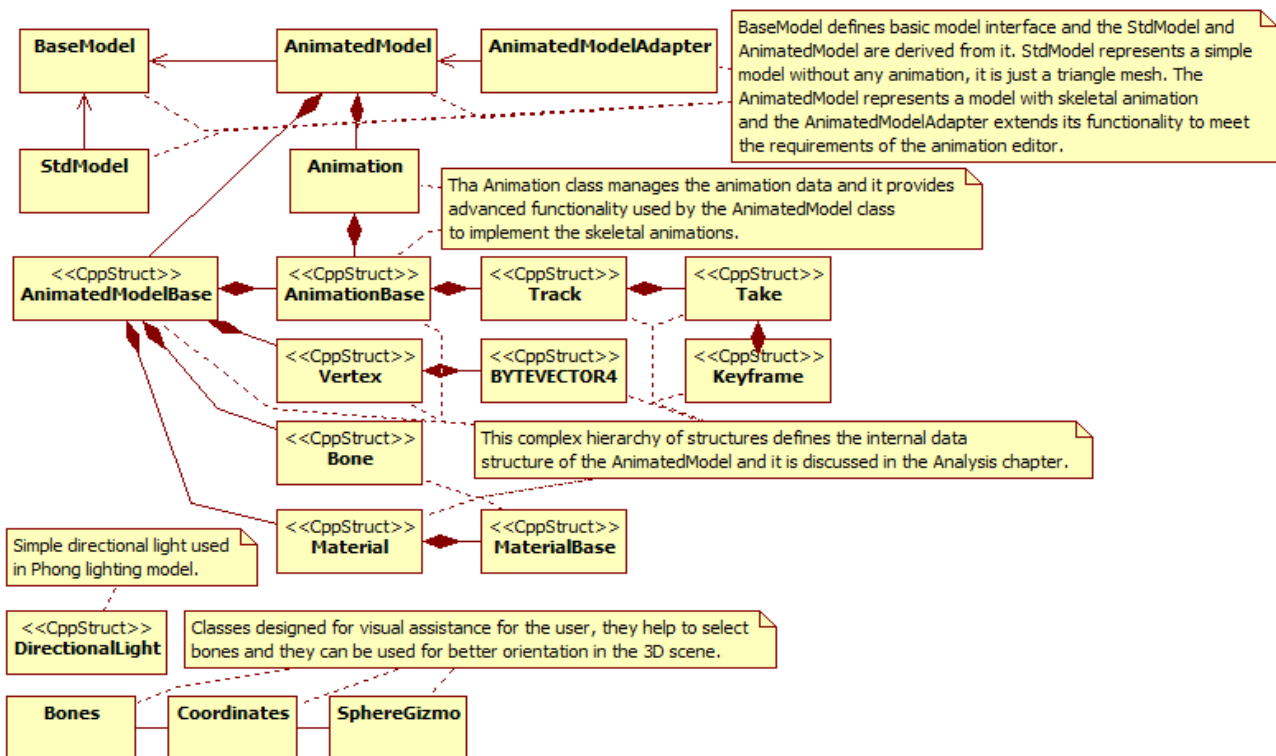 BaseModel
AnimatedModel
AnimatedModelAdapter
BaseModel defines basic model interface and the StdModel and
AnimatedModel are derived from it. StdModel represents a simple
model without any animation, it is just a triangle mesh. The
AnimatedModel represents a model with skeletal animation
and the AnimatedModelAdapter extends its functionality to meet
the requirements of the animation editor.
StdModel
Animation
Tha Animation class manages the animation data and it provides
advanced functionality used by the AnimatedModel class
to implement the skeletal animations.
<<CppStruct>>
AnimatedModelBase
<<CppStruct>>
AnimationBase
<<CppStruct>>
Track
<<CppStruct>>
Take
<<CppStruct>>
Vertex
<<CppStruct>>
BYTEVECTOR4
<<CppStruct>>
Keyframe
<<CppStruct>>
Bone
This complex hierarchy of structures defines the internal data
structure of the AnimatedModel and it is discussed in the Analysis chapter.
<<CppStruct>>
Material
<<CppStruct>>
MaterialBase
Simple directional light used
in Phong lighting model.
<<CppStruct>>
DirectionalLight
Classes designed for visual assistance for the user, they help to select
bones and they can be used for better orientation in the 3D scene.
Bones
Coordinates
SphereGizmo